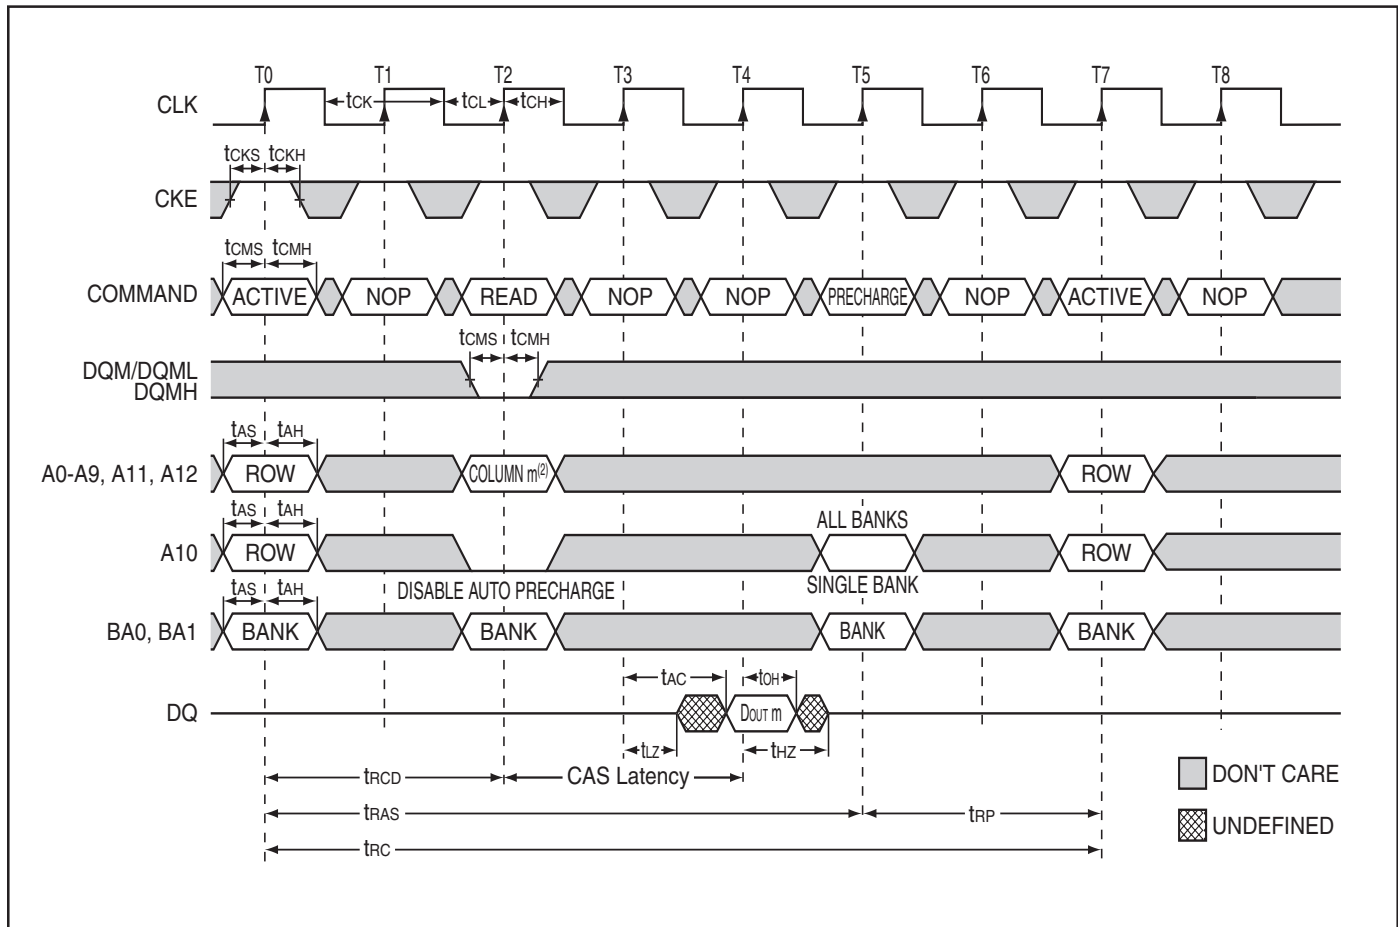 T0 T1 T2 T3 T4 T5 T6 T7 T8
CLK tCK tCL tCH
tCKS tCKH
CKE
tCMS tCMH
COMMAND ACTIVE NOP READ NOP NOP PRECHARGE NOP ACTIVE NOP
tCMS tCMH
DQM/DQML
DQMH
tAS tAH
A0-A9, A11, A12 ROW COLUMN m(2) ROW
tAS tAH ALL BANKS
A10 ROW ROW
DISABLE AUTO PRECHARGE SINGLE BANK
tAS tAH
BA0, BA1 BANK BANK BANK BANK
tAC tOH
DQ DOUT m
tLZ tHZ
tRCD CAS Latency
DON'T CARE
tRAS tRP
UNDEFINED
tRC